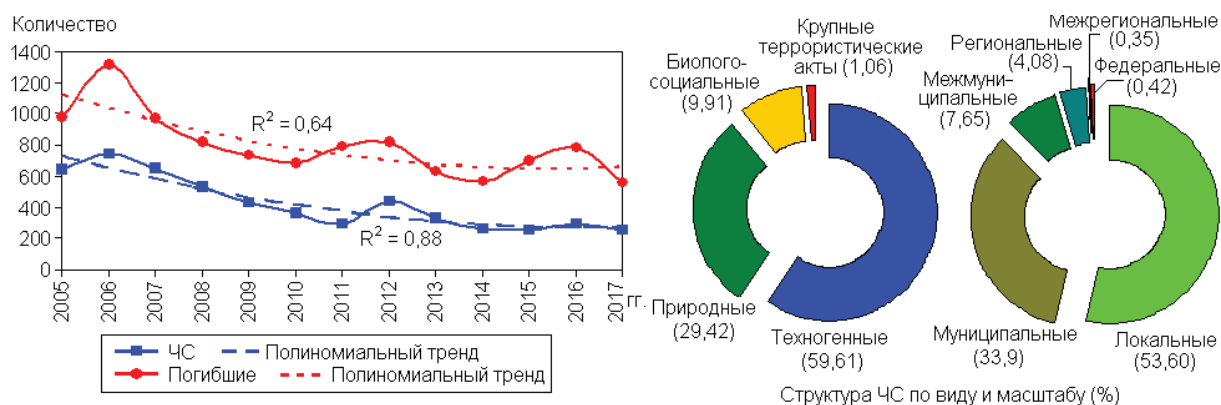 Количество
1400
1200
1000
800
600
400
200
0
R² = 0,64
R² = 0,88
2005
2006
2007
2008
2009
2010
2011
2012
2013
2014
2015
2016
2017
гг.
ЧС
Полиномиальный тренд
Погибшие
Полиномиальный тренд
Крупные
террористические
акты (1,06)
Биолого-
социальные
(9,91)
Природные
(29,42)
Техногенные
(59,61)
Межрегиональные
(0,35)
Региональные
(4,08)
Федеральные
(0,42)
Межмуни-
ципальные
(7,65)
Муниципальные
(33,9)
Локальные
(53,60)
Структура ЧС по виду и масштабу (%)